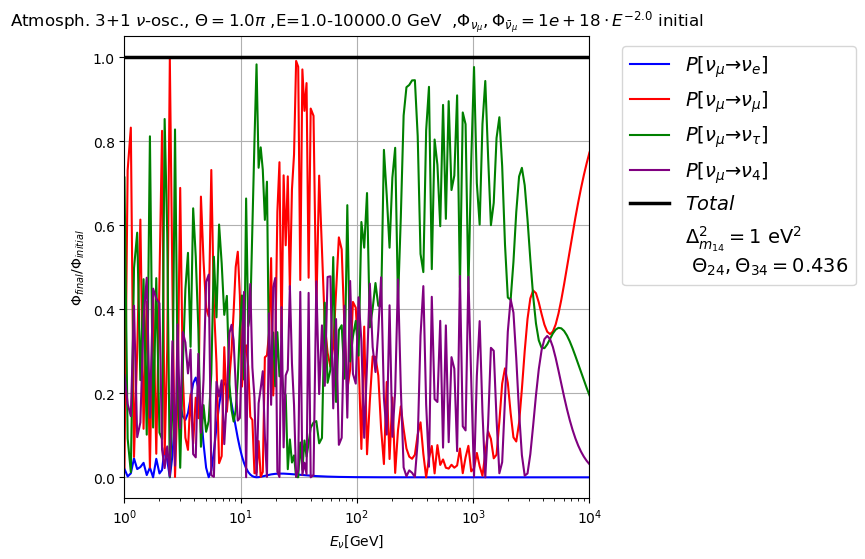 Atmosph. 3+1 ν-osc., Θ = 1.0π ,E=1.0-10000.0 GeV ,Φ_{ν_μ}, Φ_{ν̄_μ} = 1e + 18 · E^{−2.0} initial
1.0
0.8
0.6
0.4
0.2
0.0
Φ_{final}/Φ_{initial}
10^0
10^1
10^2
10^3
10^4
E_ν[GeV]
P[ν_μ→ν_e]
P[ν_μ→ν_μ]
P[ν_μ→ν_τ]
P[ν_μ→ν_4]
Total
Δ^2_{m_{14}} = 1 eV^2
Θ_{24}, Θ_{34} = 0.436